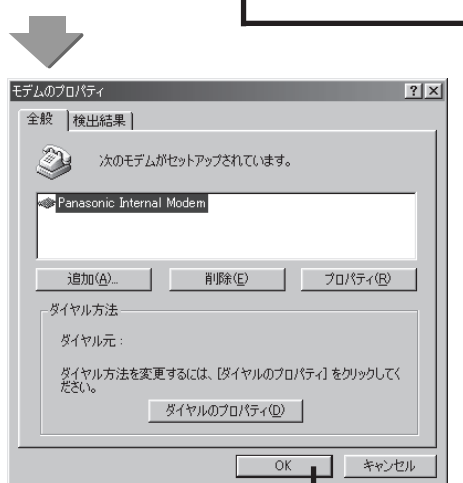 モデムのプロパティ
? ×
全般 検出結果
次のモデムがセットアップされています。
Panasonic Internal Modem
追加(A)... 削除(E) プロパティ(R)
ダイヤル方法
ダイヤル元 :
ダイヤル方法を変更するには、[ダイヤルのプロパティ] をクリックしてく
ださい。
ダイヤルのプロパティ(D)
OK キャンセル